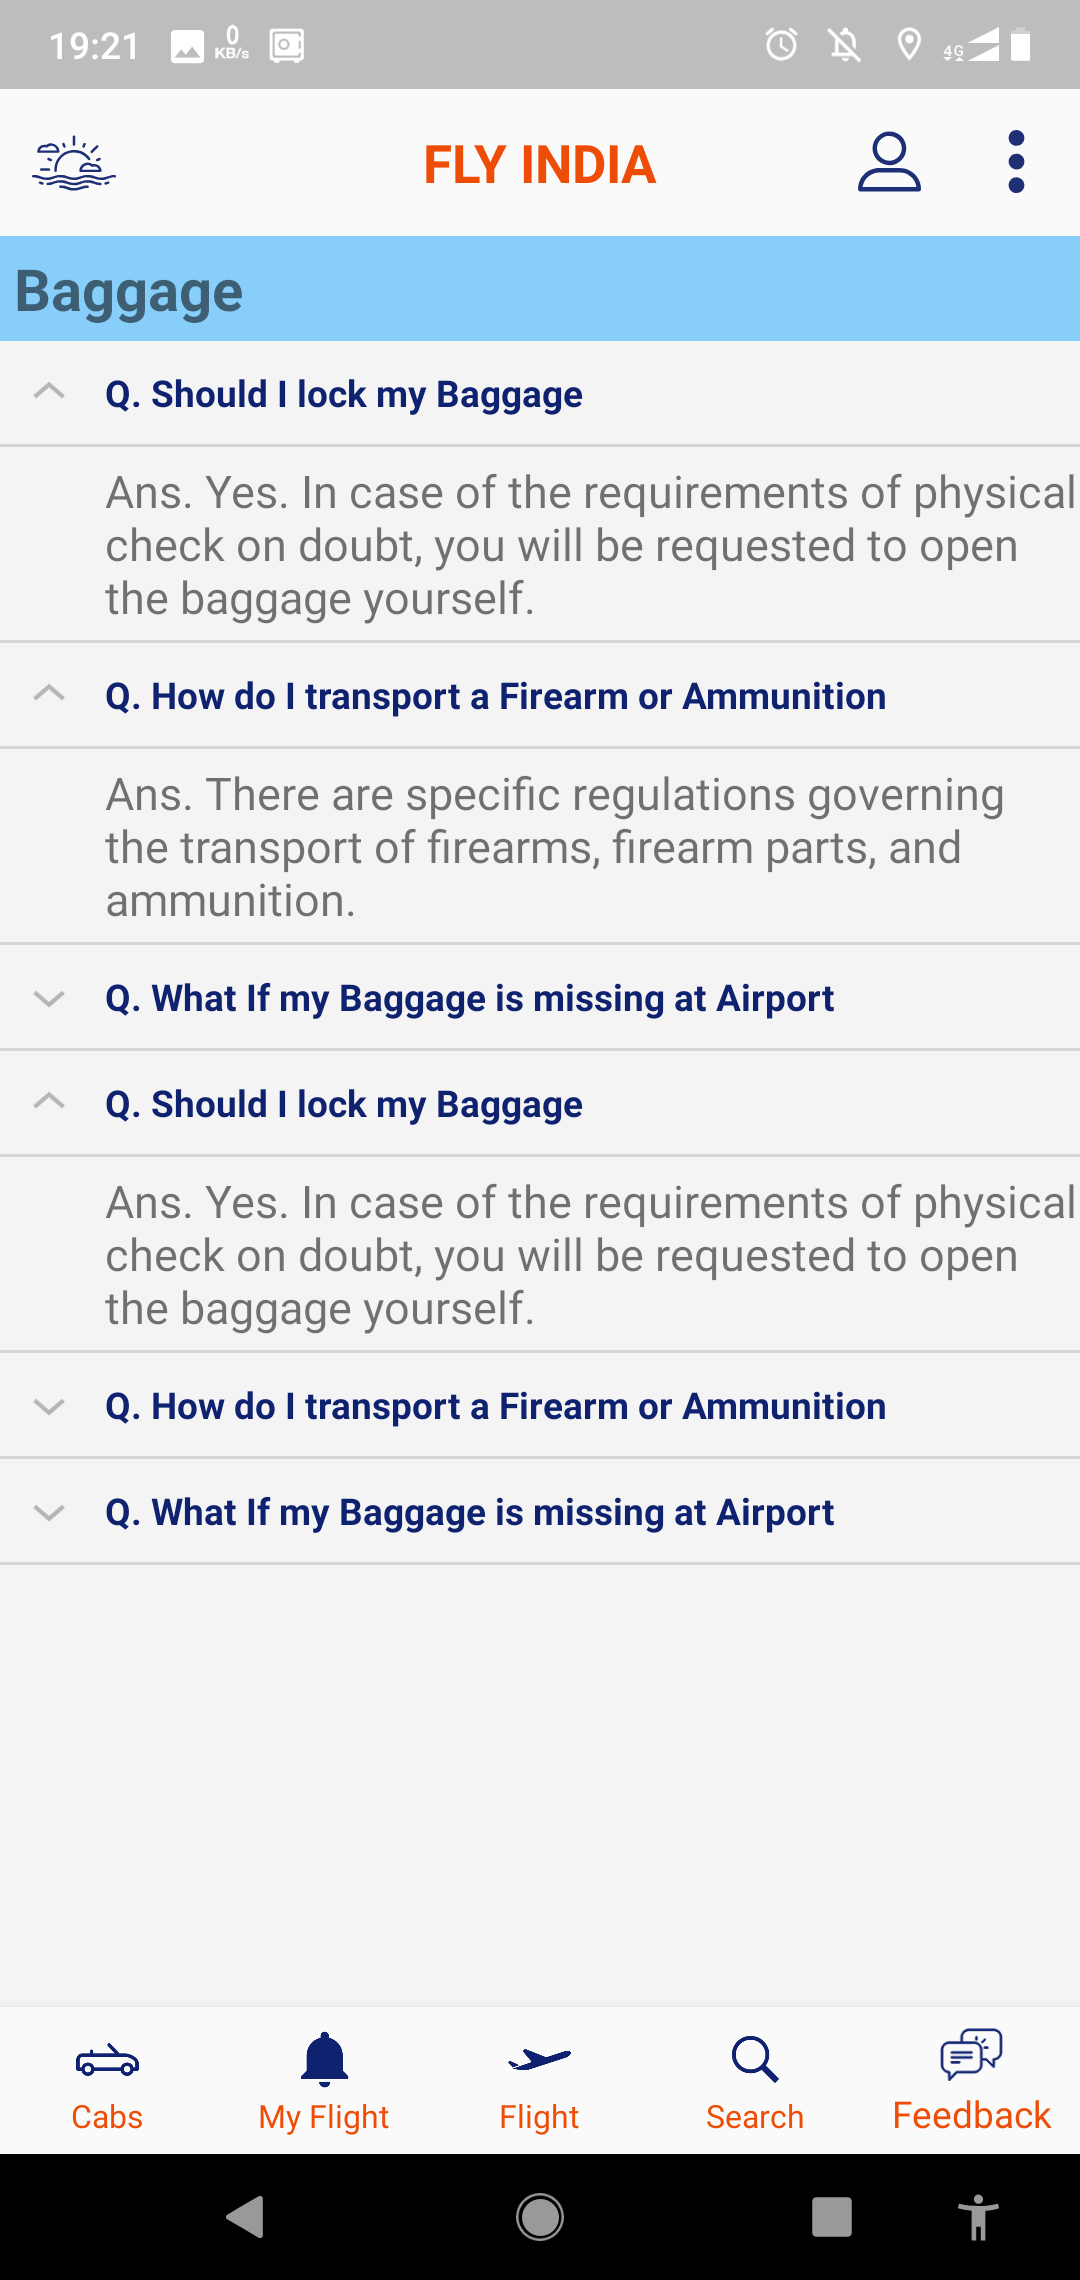 19:21
0
KB/s
4G
FLY INDIA
Baggage
Q. Should I lock my Baggage
Ans. Yes. In case of the requirements of physical
check on doubt, you will be requested to open
the baggage yourself.
Q. How do I transport a Firearm or Ammunition
Ans. There are specific regulations governing
the transport of firearms, firearm parts, and
ammunition.
Q. What If my Baggage is missing at Airport
Q. Should I lock my Baggage
Ans. Yes. In case of the requirements of physical
check on doubt, you will be requested to open
the baggage yourself.
Q. How do I transport a Firearm or Ammunition
Q. What If my Baggage is missing at Airport
Cabs
My Flight
Flight
Search
Feedback